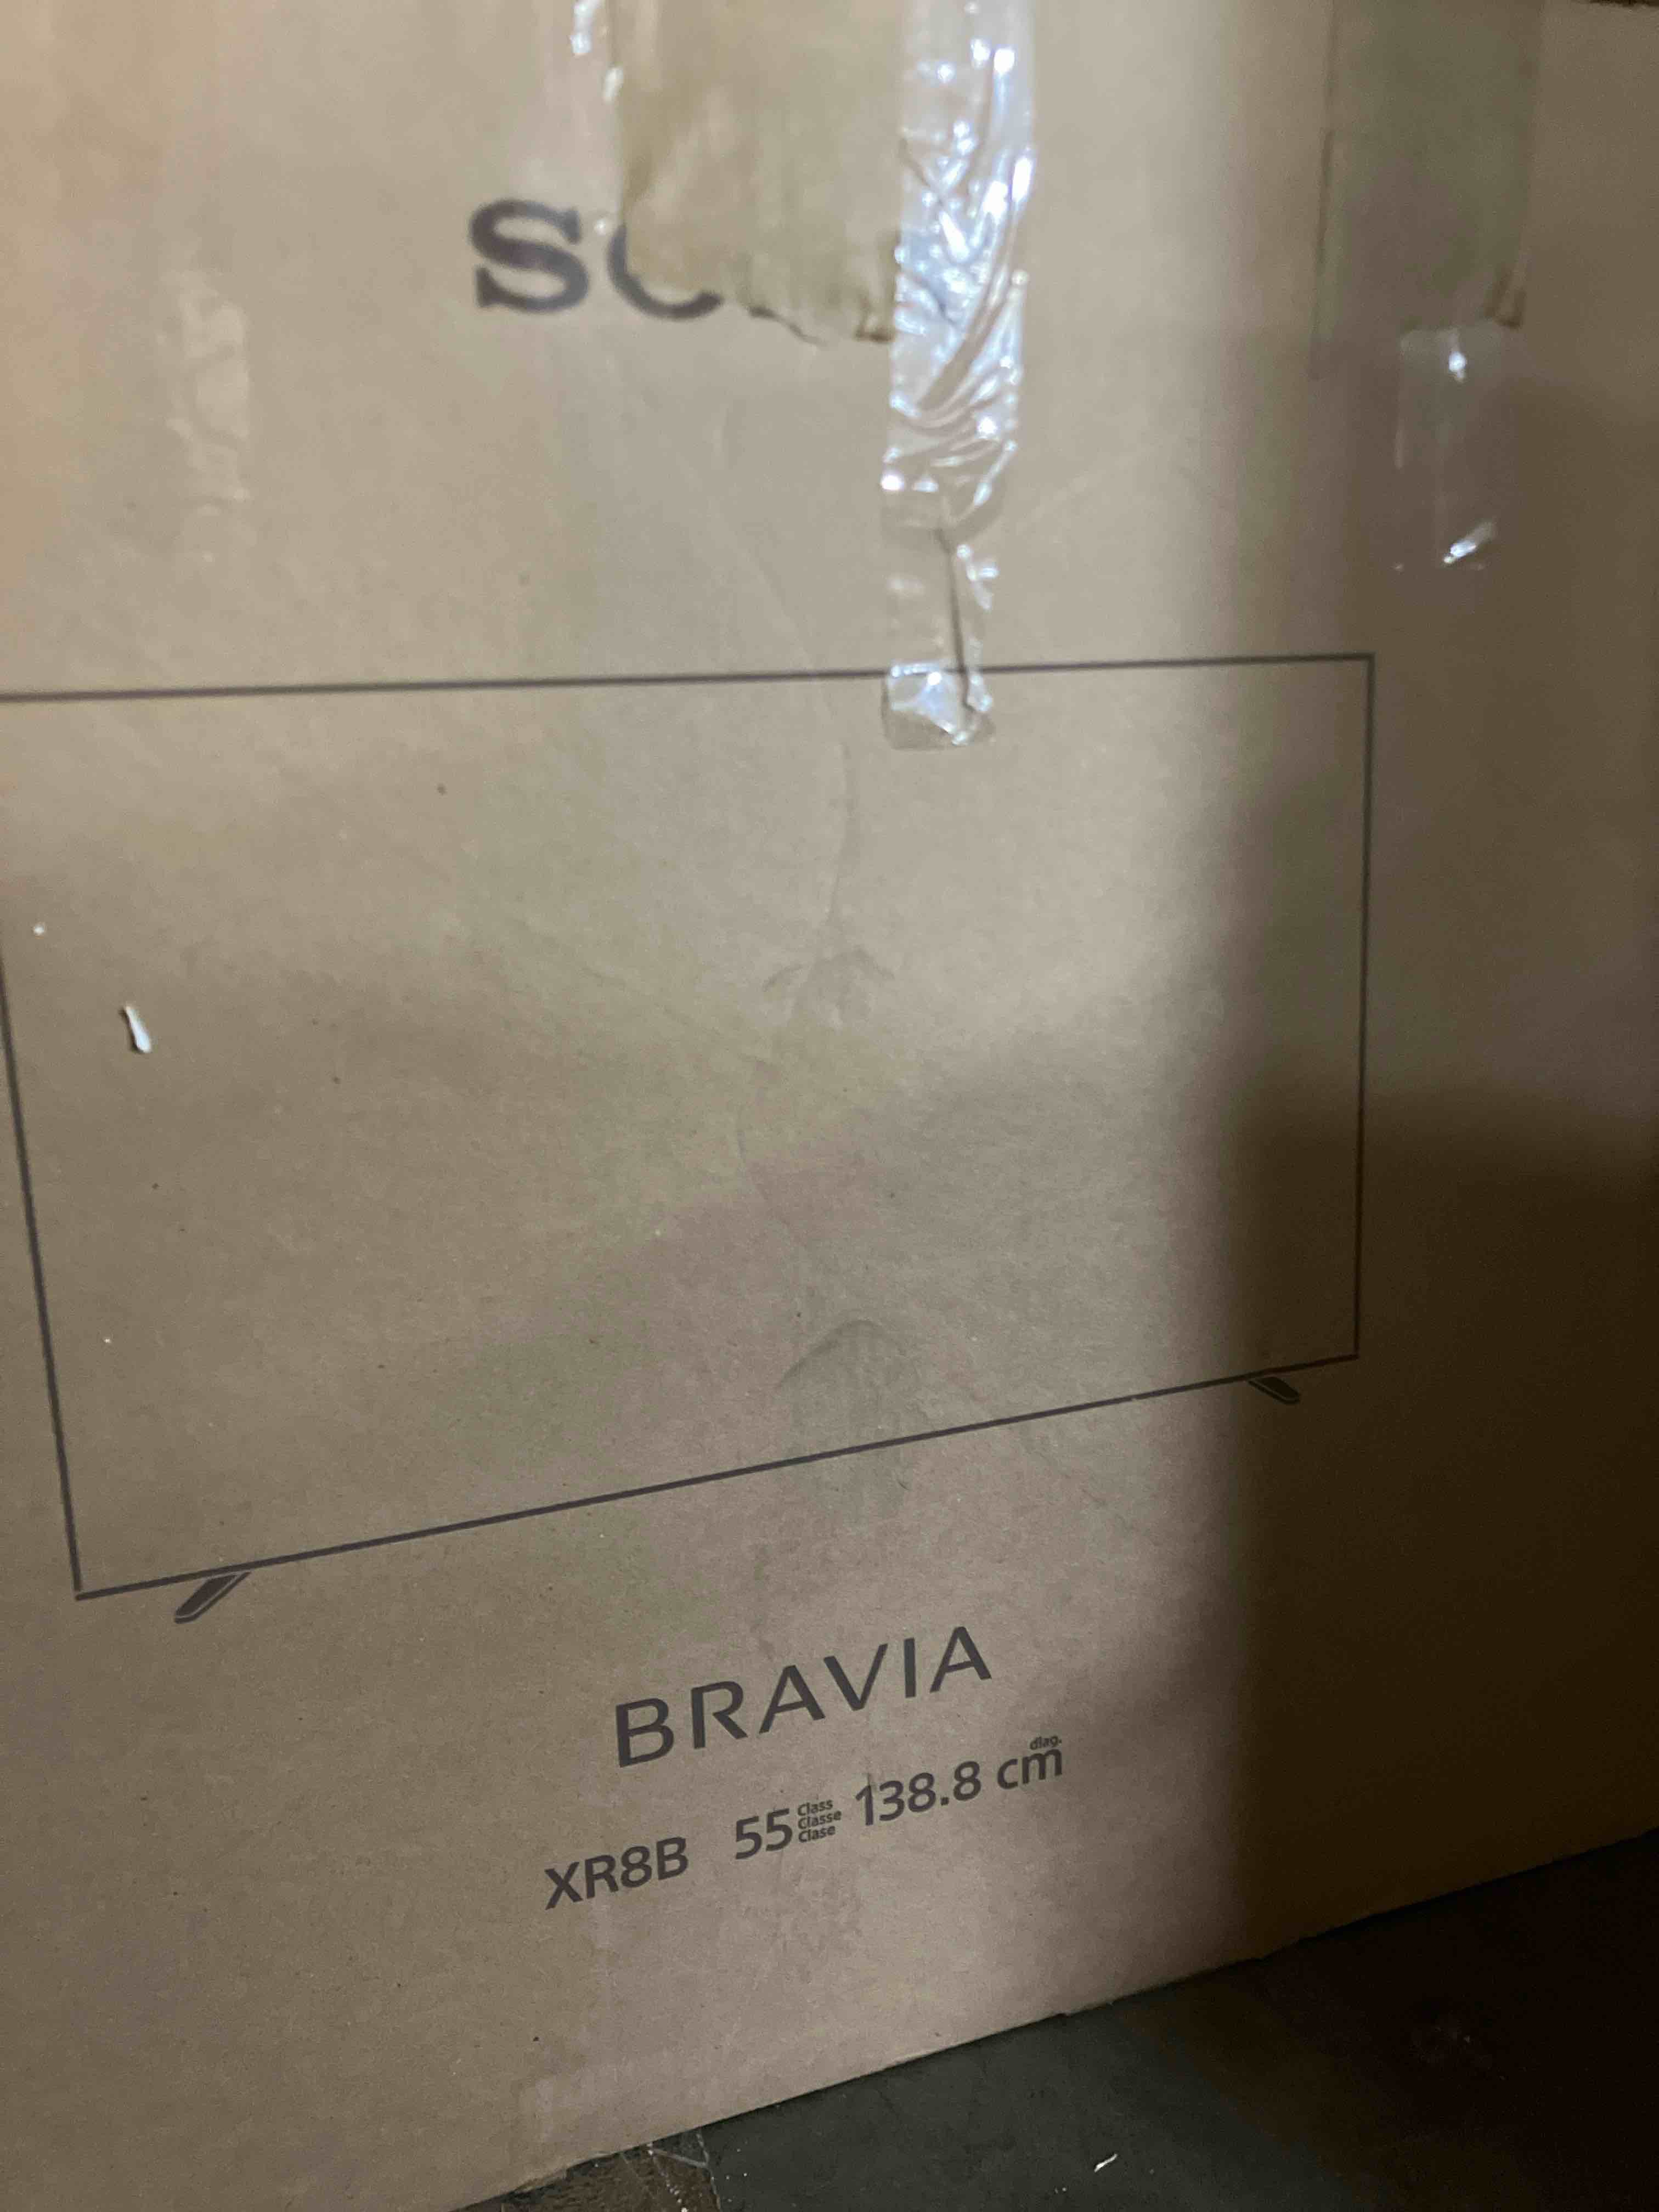 SO
BRAVIA
XR8B 55 Class Classe Clase 138.8 cm diag.